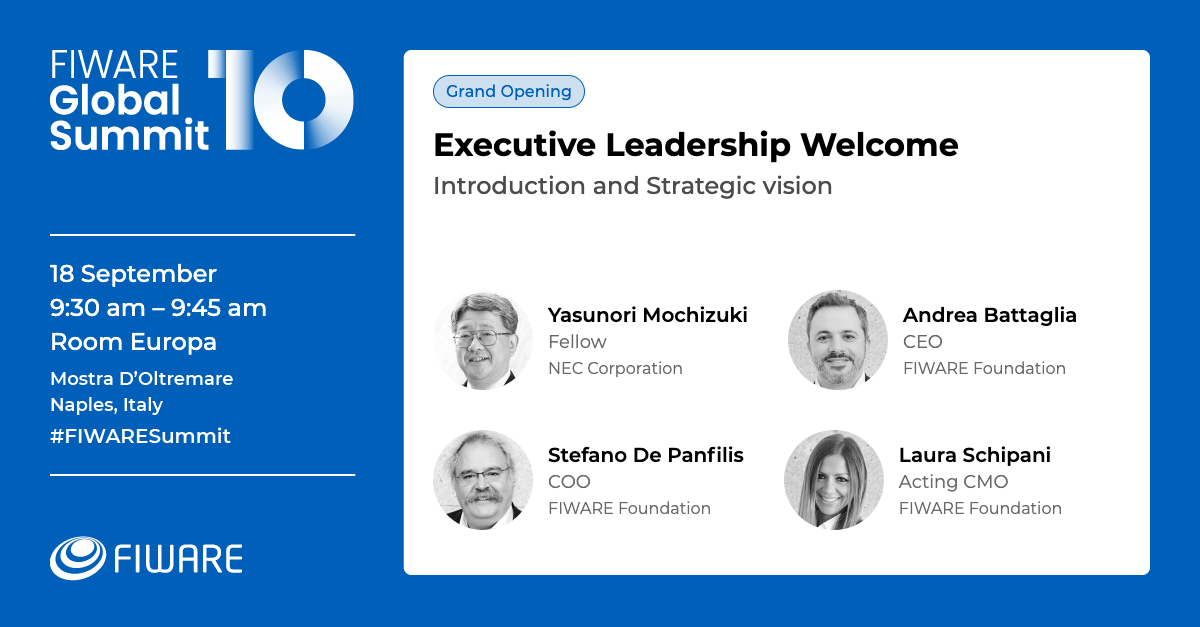 FIWARE
Global
Summit
10
18 September
9:30 am – 9:45 am
Room Europa
Mostra D’Oltremare
Naples, Italy
#FIWARESummit
FIWARE
Grand Opening
Executive Leadership Welcome
Introduction and Strategic vision
Yasunori Mochizuki
Fellow
NEC Corporation
Andrea Battaglia
CEO
FIWARE Foundation
Stefano De Panfilis
COO
FIWARE Foundation
Laura Schipani
Acting CMO
FIWARE Foundation